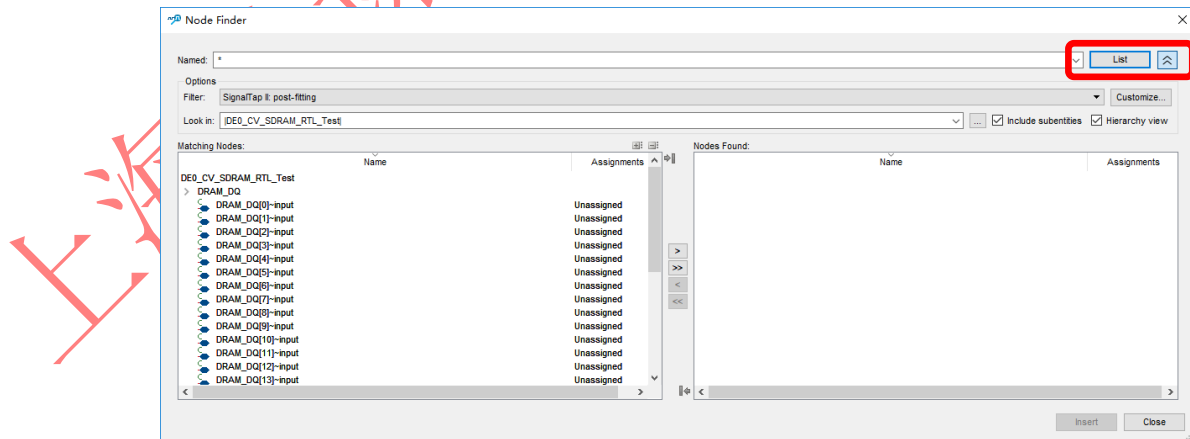 Node Finder
Named: *
List
Options
Filter: SignalTap II: post-fitting
Customize...
Look in: |DE0_CV_SDRAM_RTL_Test|
...
Include subentities
Hierarchy view
Matching Nodes:
Nodes Found:
Name Assignments
Name Assignments
DE0_CV_SDRAM_RTL_Test
DRAM_DQ
DRAM_DQ[0]~input Unassigned
DRAM_DQ[1]~input Unassigned
DRAM_DQ[2]~input Unassigned
DRAM_DQ[3]~input Unassigned
DRAM_DQ[4]~input Unassigned
DRAM_DQ[5]~input Unassigned
DRAM_DQ[6]~input Unassigned
DRAM_DQ[7]~input Unassigned
DRAM_DQ[8]~input Unassigned
DRAM_DQ[9]~input Unassigned
DRAM_DQ[10]~input Unassigned
DRAM_DQ[11]~input Unassigned
DRAM_DQ[12]~input Unassigned
DRAM_DQ[13]~input Unassigned
>
>>
<
<<
Insert
Close
上海